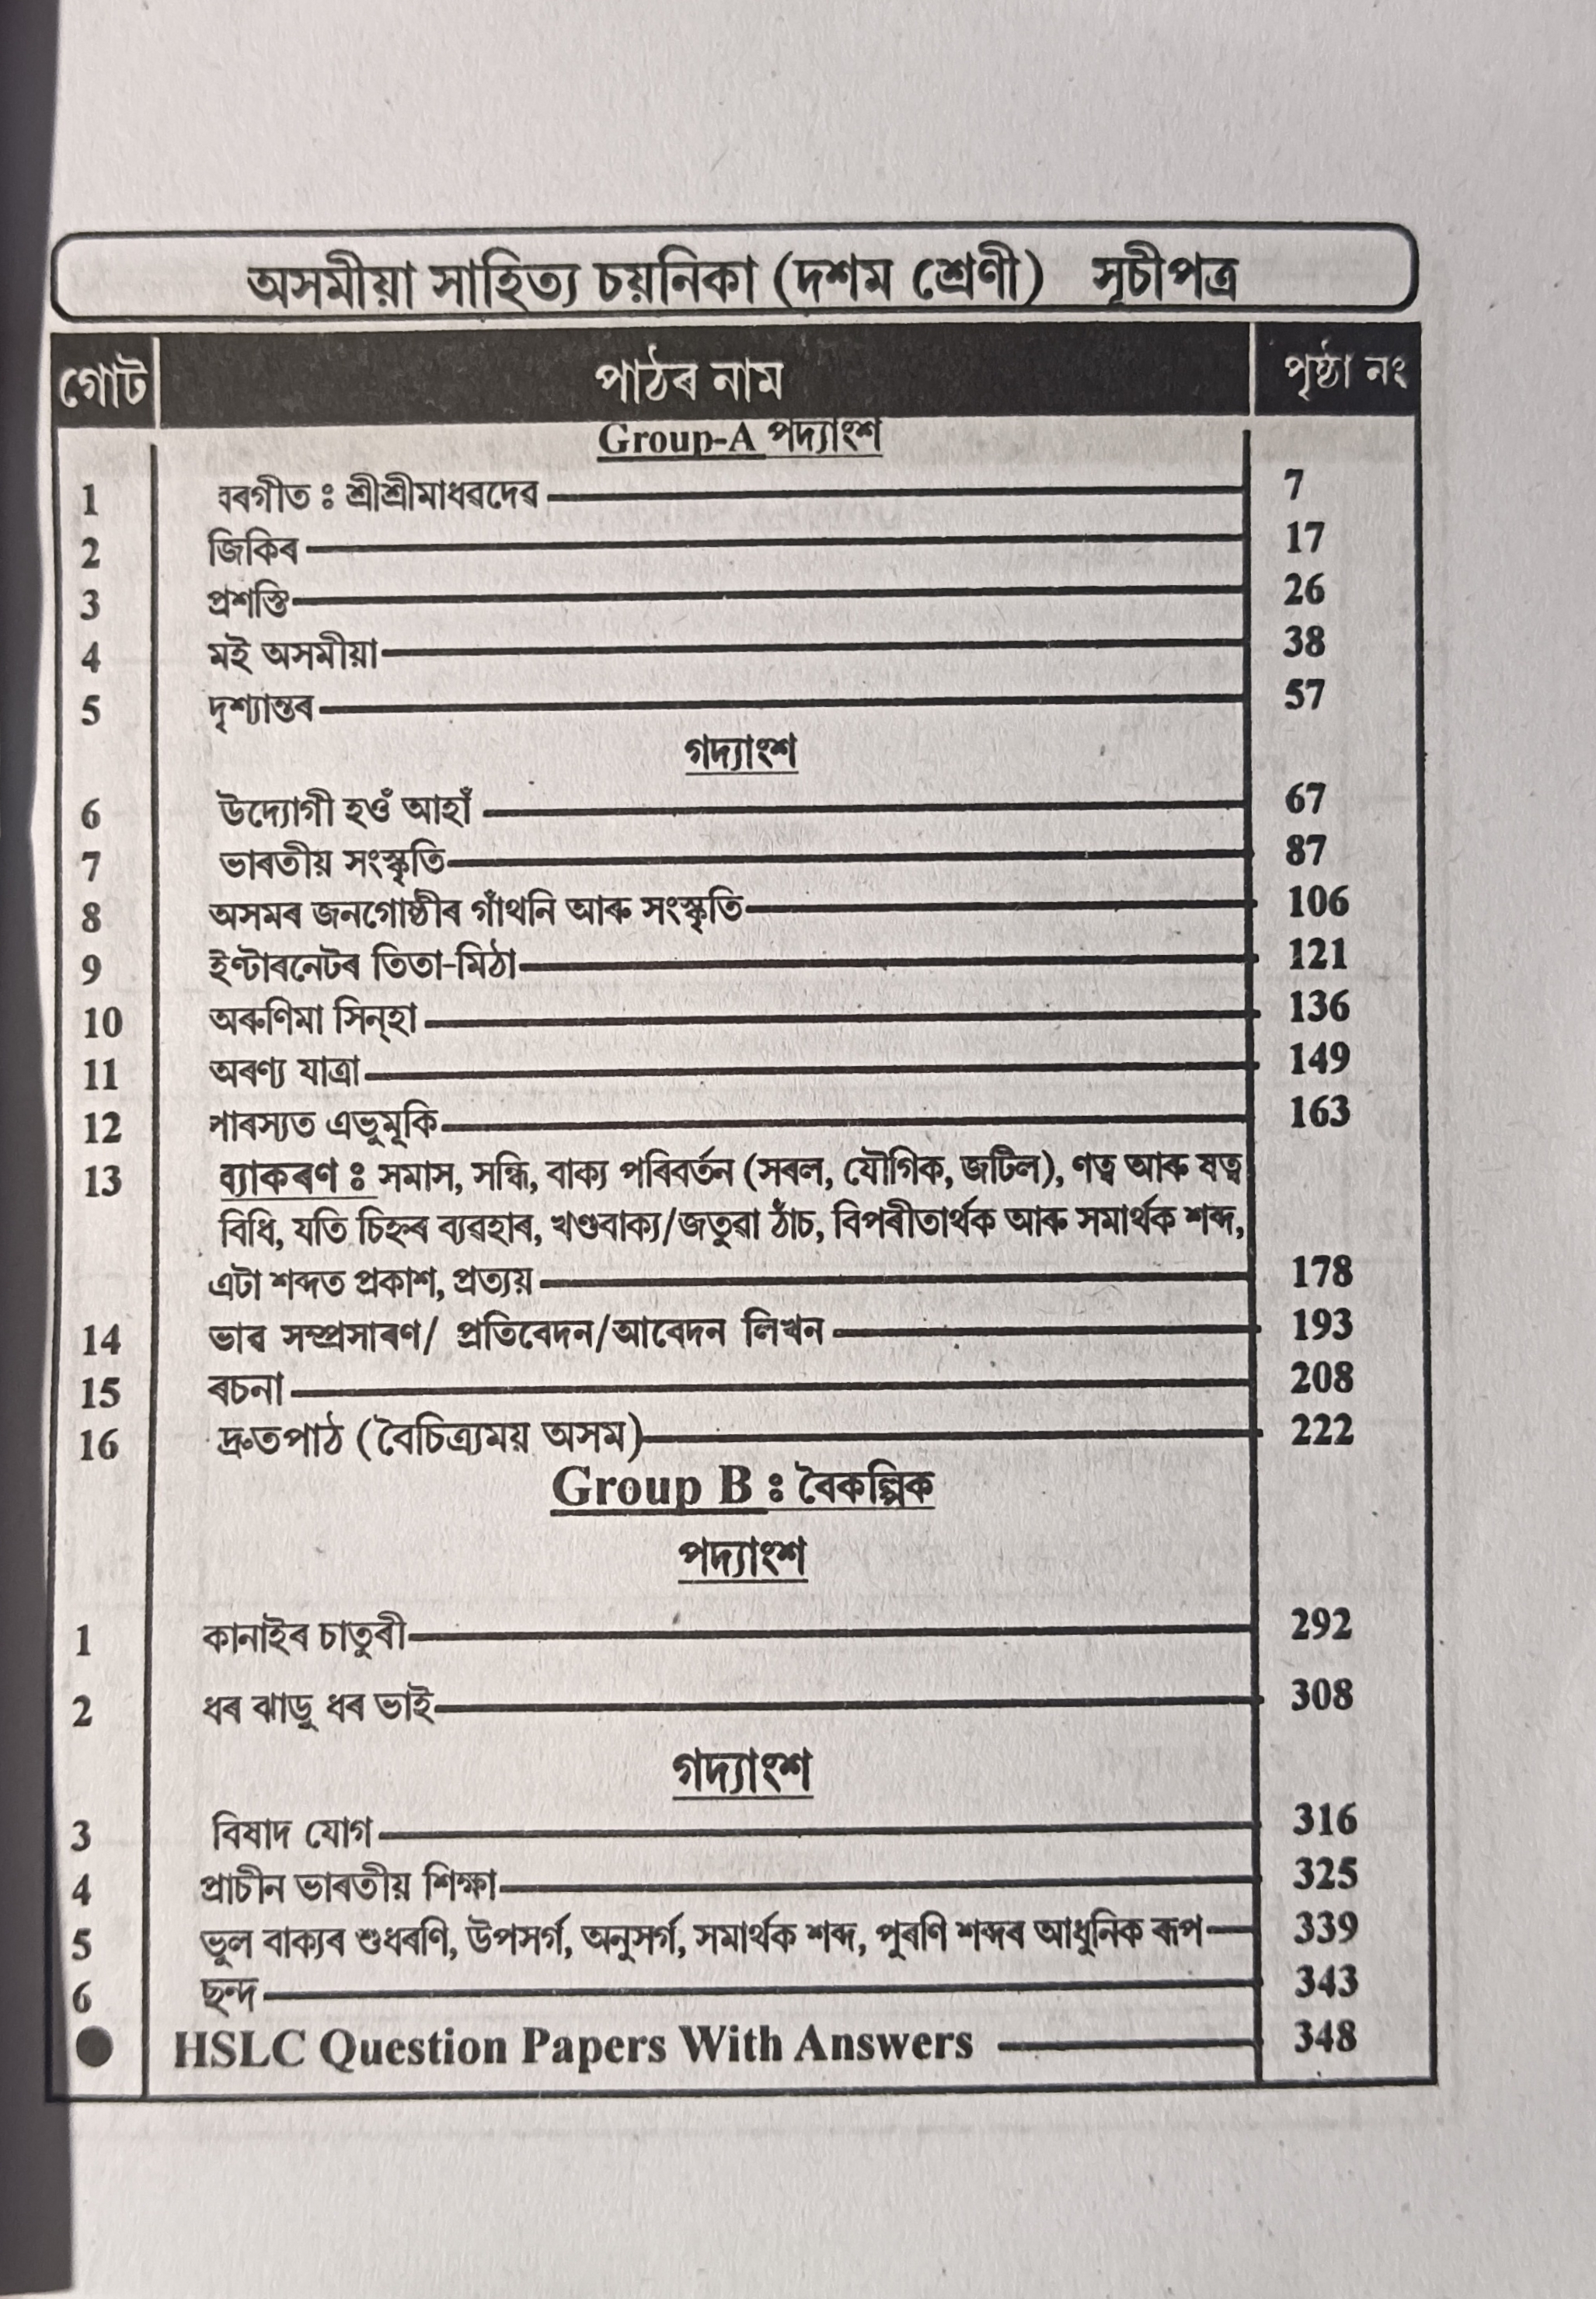 অসমীয়া সাহিত্য চয়নিকা (দশম শ্ৰেণী) সূচীপত্ৰ
গোট পাঠৰ নাম পৃষ্ঠা নং
Group-A পদ্যাংশ
1 বৰগীত ঃ শ্ৰীশ্ৰীমাধৱদেৱ 7
2 জিকিৰ 17
3 প্ৰশস্তি 26
4 মই অসমীয়া 38
5 দৃশ্যান্তৰ 57
গদ্যাংশ
6 উদ্যোগী হওঁ আহাঁ 67
7 ভাৰতীয় সংস্কৃতি 87
8 অসমৰ জনগোষ্ঠীৰ গাঁথনি আৰু সংস্কৃতি 106
9 ইণ্টাৰনেটৰ তিতা-মিঠা 121
10 অৰুণিমা সিন্‌হা 136
11 অৰণ্য যাত্ৰা 149
12 পাৰস্যত এভুমূকি 163
13 ব্যাকৰণ ঃ সমাস, সন্ধি, বাক্য পৰিবৰ্তন (সৰল, যৌগিক, জটিল), ণত্ব আৰু ষত্ব
বিধি, যতি চিহ্নৰ ব্যৱহাৰ, খণ্ডবাক্য/জতুৱা ঠাঁচ, বিপৰীতাৰ্থক আৰু সমাৰ্থক শব্দ,
এটা শব্দত প্ৰকাশ, প্ৰত্যয় 178
14 ভাৱ সম্প্ৰসাৰণ/ প্ৰতিবেদন/আবেদন লিখন 193
15 ৰচনা 208
16 দ্ৰুতপাঠ (বৈচিত্ৰ্যময় অসম) 222
Group B ঃ বৈকল্পিক
পদ্যাংশ
1 কানাইৰ চাতুৰী 292
2 ধৰ ঝাড়ু ধৰ ভাই 308
গদ্যাংশ
3 বিষাদ যোগ 316
4 প্ৰাচীন ভাৰতীয় শিক্ষা 325
5 ভুল বাক্যৰ শুধৰণি, উপসৰ্গ, অনুসৰ্গ, সমাৰ্থক শব্দ, পুৰণি শব্দৰ আধুনিক ৰূপ 339
6 ছন্দ 343
● HSLC Question Papers With Answers 348